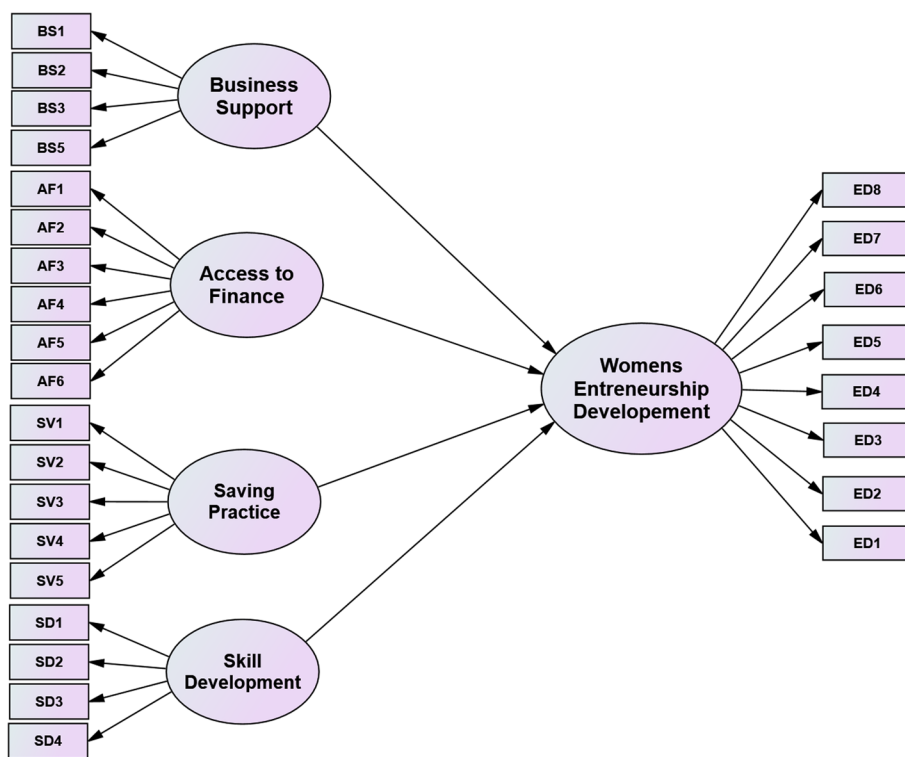 BS1
BS2
BS3
BS5
Business
Support
AF1
AF2
AF3
AF4
AF5
AF6
Access to
Finance
SV1
SV2
SV3
SV4
SV5
Saving
Practice
SD1
SD2
SD3
SD4
Skill
Development
Womens
Entreneurship
Developement
ED8
ED7
ED6
ED5
ED4
ED3
ED2
ED1